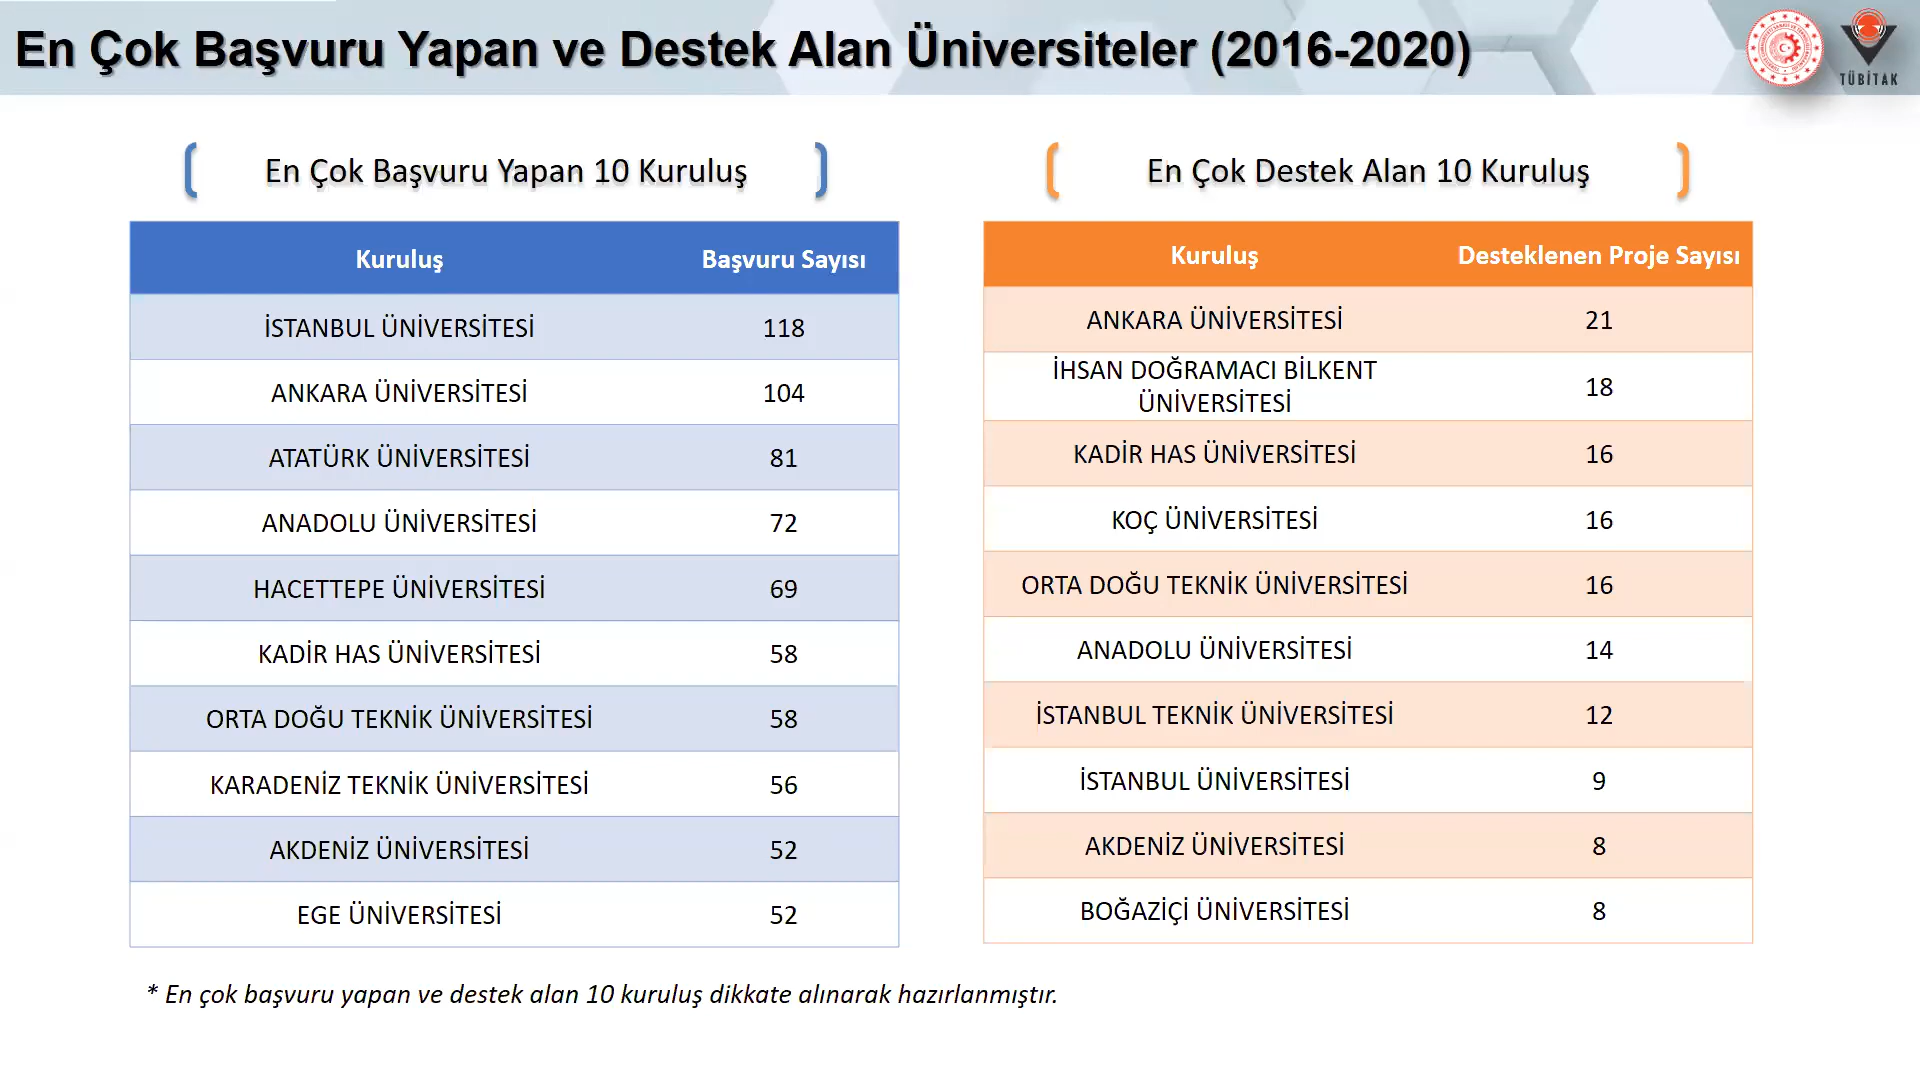 En Çok Başvuru Yapan ve Destek Alan Üniversiteler (2016-2020)
TÜBİTAK
En Çok Başvuru Yapan 10 Kuruluş
Kuruluş Başvuru Sayısı
İSTANBUL ÜNİVERSİTESİ 118
ANKARA ÜNİVERSİTESİ 104
ATATÜRK ÜNİVERSİTESİ 81
ANADOLU ÜNİVERSİTESİ 72
HACETTEPE ÜNİVERSİTESİ 69
KADİR HAS ÜNİVERSİTESİ 58
ORTA DOĞU TEKNİK ÜNİVERSİTESİ 58
KARADENİZ TEKNİK ÜNİVERSİTESİ 56
AKDENİZ ÜNİVERSİTESİ 52
EGE ÜNİVERSİTESİ 52
En Çok Destek Alan 10 Kuruluş
Kuruluş Desteklenen Proje Sayısı
ANKARA ÜNİVERSİTESİ 21
İHSAN DOĞRAMACI BİLKENT
ÜNİVERSİTESİ 18
KADİR HAS ÜNİVERSİTESİ 16
KOÇ ÜNİVERSİTESİ 16
ORTA DOĞU TEKNİK ÜNİVERSİTESİ 16
ANADOLU ÜNİVERSİTESİ 14
İSTANBUL TEKNİK ÜNİVERSİTESİ 12
İSTANBUL ÜNİVERSİTESİ 9
AKDENİZ ÜNİVERSİTESİ 8
BOĞAZİÇİ ÜNİVERSİTESİ 8
* En çok başvuru yapan ve destek alan 10 kuruluş dikkate alınarak hazırlanmıştır.